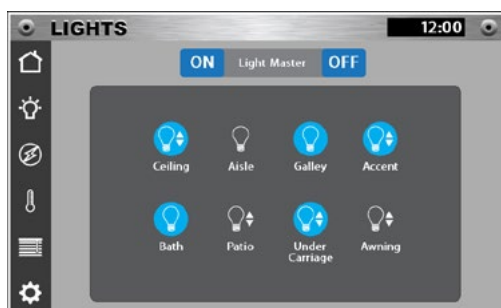 LIGHTS
12:00
ON Light Master OFF
Ceiling Aisle Galley Accent
Bath Patio Under Carriage Awning